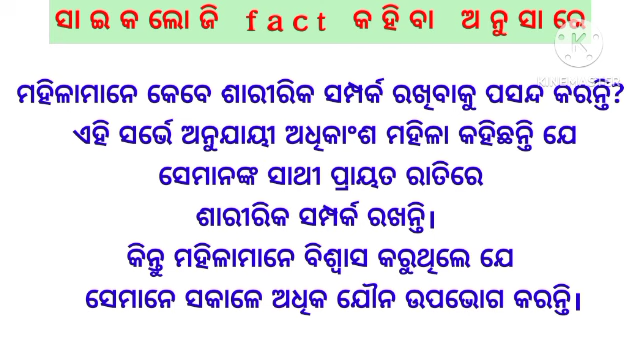 ସାଇକଲୋଜି fact କହିବା ଅନୁସାରେ
KINEMASTER
ମହିଳାମାନେ କେବେ ଶାରୀରିକ ସମ୍ପର୍କ ରଖିବାକୁ ପସନ୍ଦ କରନ୍ତି?
ଏହି ସର୍ଭେ ଅନୁଯାୟୀ ଅଧିକାଂଶ ମହିଳା କହିଛନ୍ତି ଯେ
ସେମାନଙ୍କ ସାଥୀ ପ୍ରାୟତ ରାତିରେ
ଶାରୀରିକ ସମ୍ପର୍କ ରଖନ୍ତି।
କିନ୍ତୁ ମହିଳାମାନେ ବିଶ୍ୱାସ କରୁଥିଲେ ଯେ
ସେମାନେ ସକାଳେ ଅଧିକ ଯୌନ ଉପଭୋଗ କରନ୍ତି।